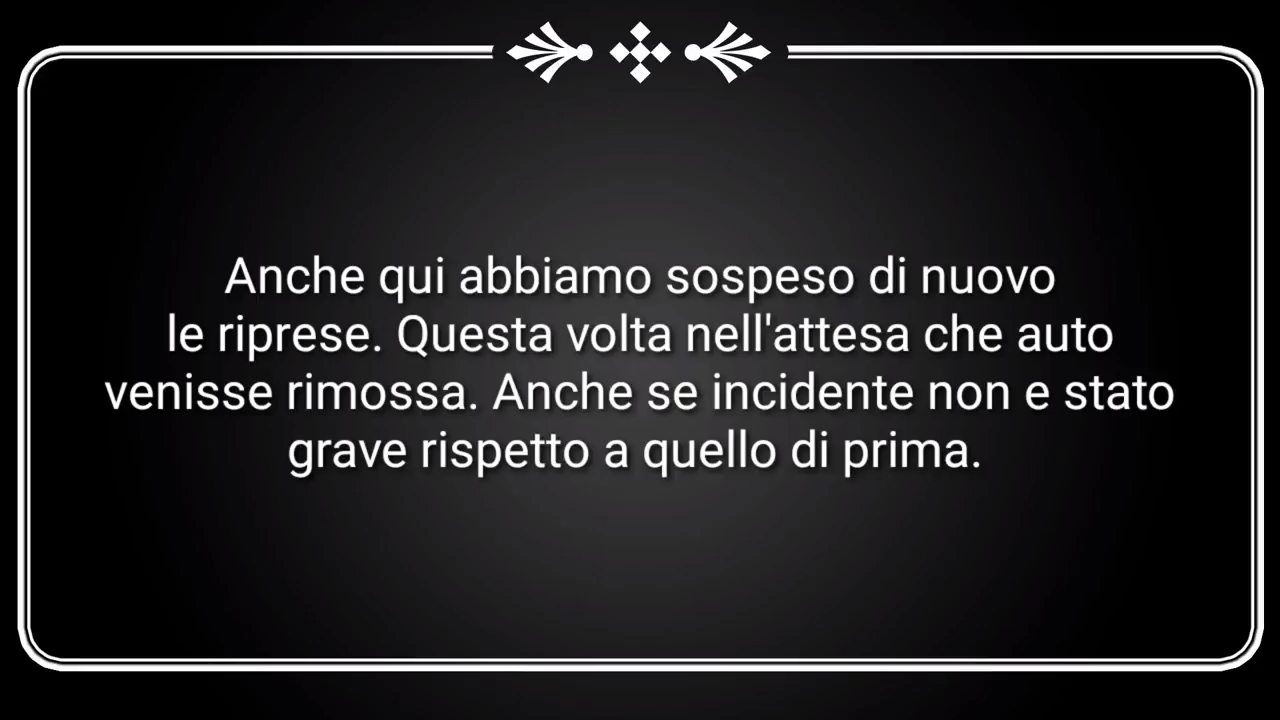 Anche qui abbiamo sospeso di nuovo
le riprese. Questa volta nell'attesa che auto
venisse rimossa. Anche se incidente non e stato
grave rispetto a quello di prima.